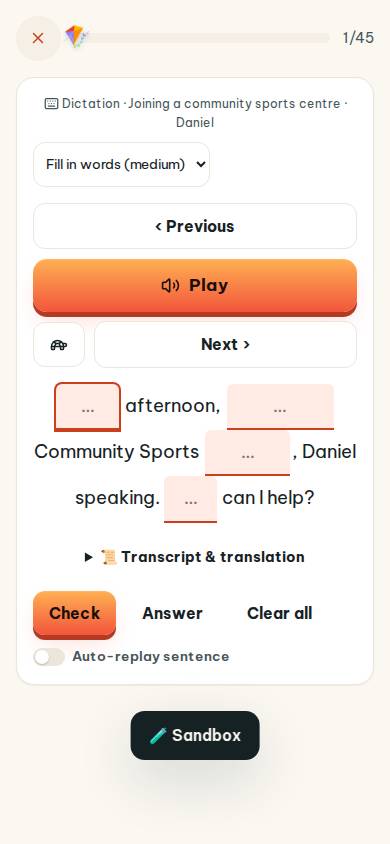 1/45
Dictation · Joining a community sports centre ·
Daniel
Fill in words (medium)
‹ Previous
Play
Next ›
... afternoon, ...
Community Sports ... , Daniel
speaking. ... can I help?
▶ 📜 Transcript & translation
Check Answer Clear all
Auto-replay sentence
🧪 Sandbox